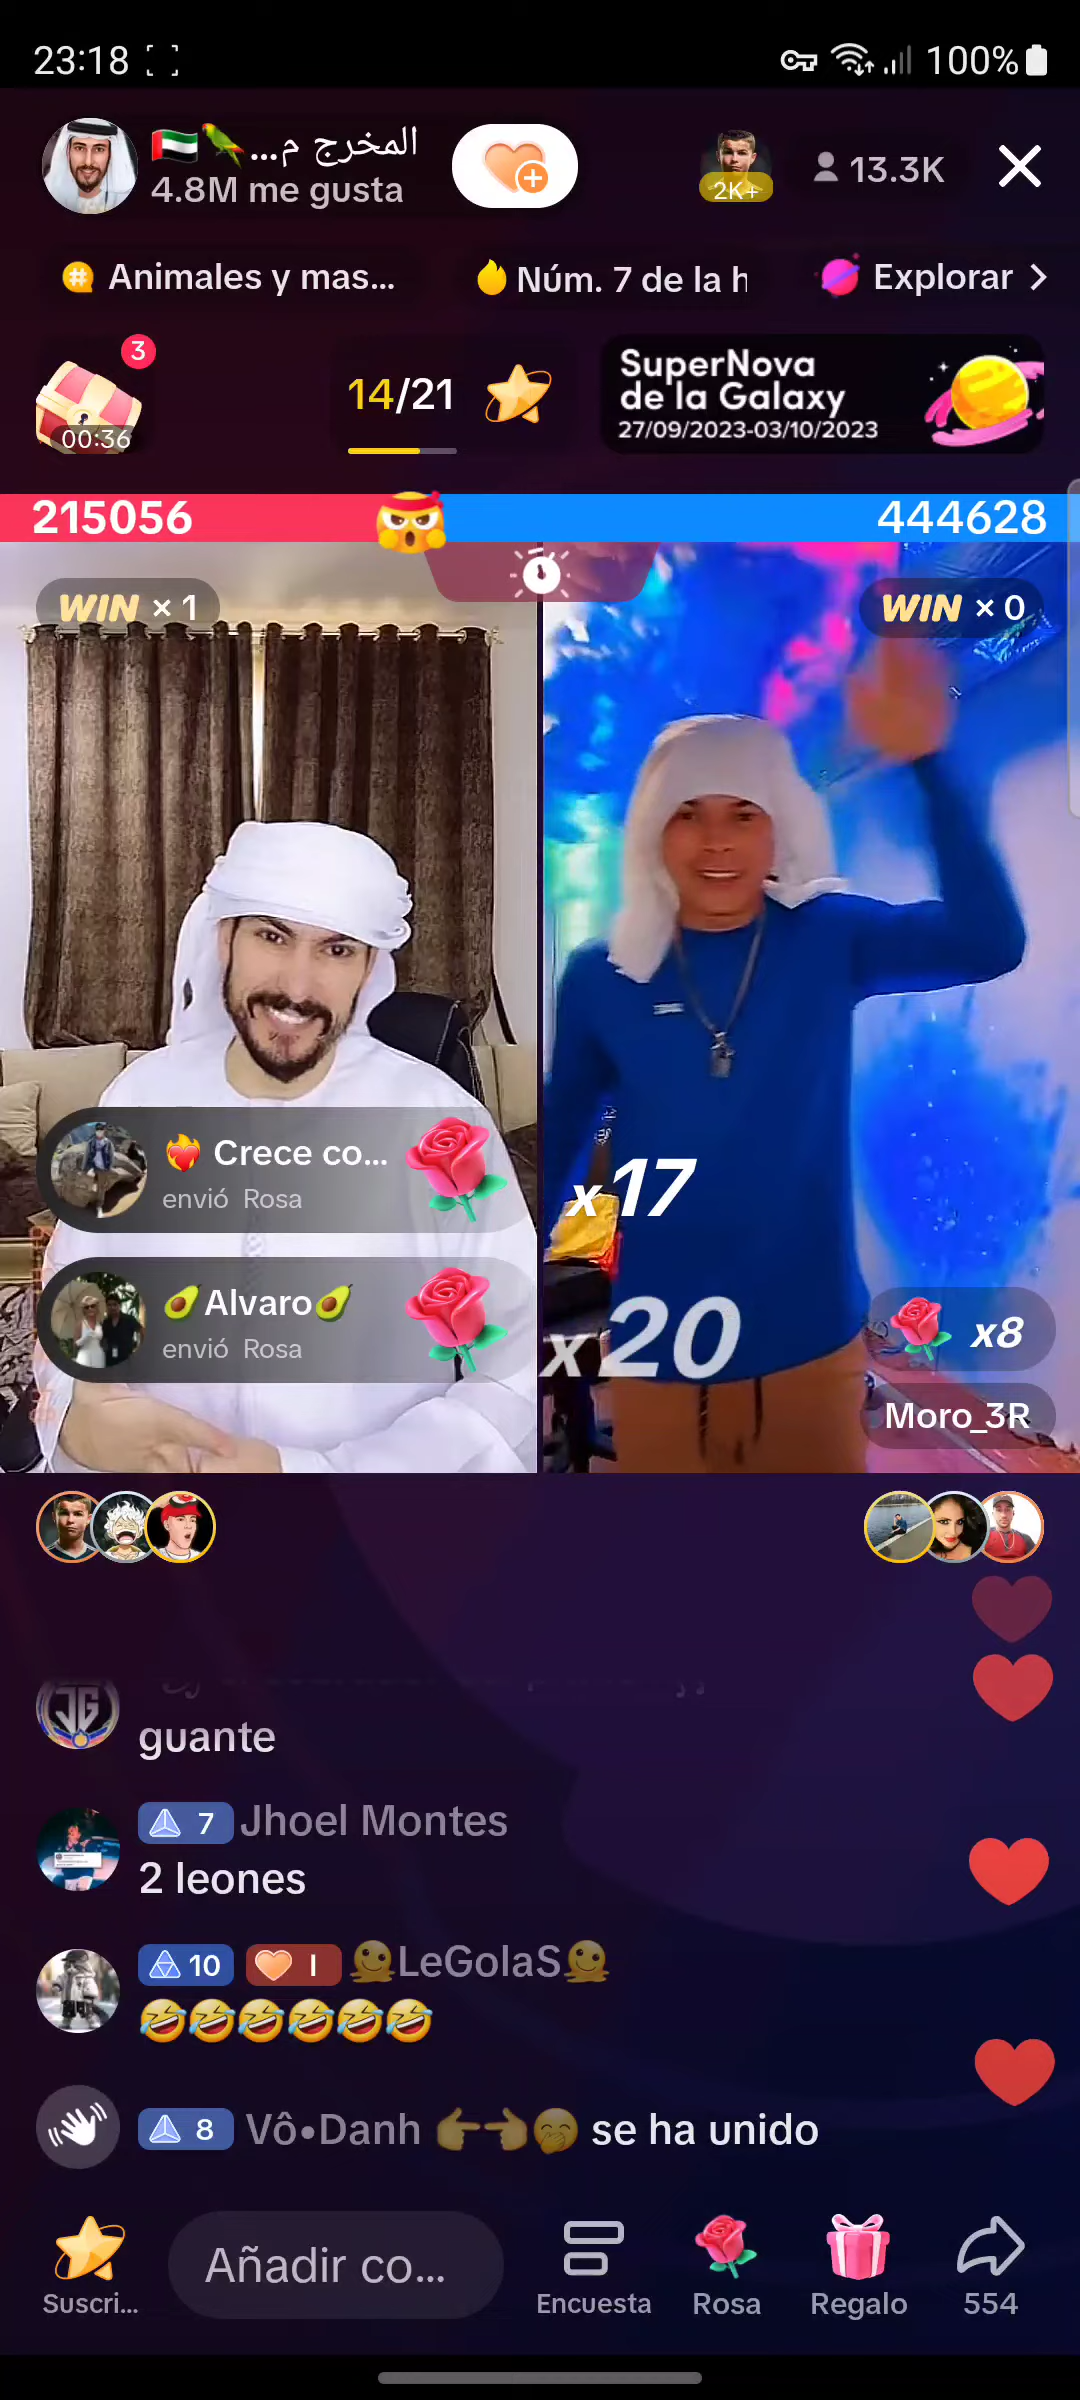 23:18
100%
المخرج م...
4.8M me gusta
2K+
13.3K
Animales y mas...
Núm. 7 de la h
Explorar
3
00:36
14/21
SuperNova
de la Galaxy
27/09/2023-03/10/2023
215056
444628
WIN × 1
WIN × 0
Crece co...
envió Rosa
x17
Alvaro
envió Rosa
x20
x8
Moro_3R
JG
guante
7 Jhoel Montes
2 leones
10 I LeGolaS
8 Vô•Danh se ha unido
Suscri...
Añadir co...
Encuesta
Rosa
Regalo
554